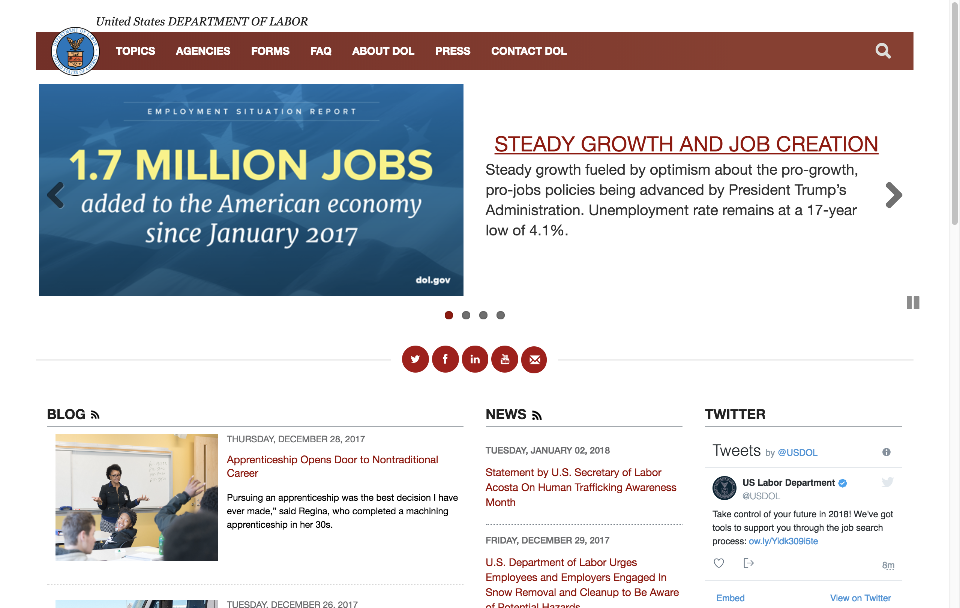 United States DEPARTMENT OF LABOR
TOPICS AGENCIES FORMS FAQ ABOUT DOL PRESS CONTACT DOL
EMPLOYMENT SITUATION REPORT
1.7 MILLION JOBS
added to the American economy
since January 2017
dol.gov
STEADY GROWTH AND JOB CREATION
Steady growth fueled by optimism about the pro-growth,
pro-jobs policies being advanced by President Trump's
Administration. Unemployment rate remains at a 17-year
low of 4.1%.
BLOG
THURSDAY, DECEMBER 28, 2017
Apprenticeship Opens Door to Nontraditional
Career
Pursuing an apprenticeship was the best decision I have
ever made," said Regina, who completed a machining
apprenticeship in her 30s.
TUESDAY, DECEMBER 26, 2017
NEWS
TUESDAY, JANUARY 02, 2018
Statement by U.S. Secretary of Labor
Acosta On Human Trafficking Awareness
Month
FRIDAY, DECEMBER 29, 2017
U.S. Department of Labor Urges
Employees and Employers Engaged In
Snow Removal and Cleanup to Be Aware
of Potential Hazards
TWITTER
Tweets by @USDOL
US Labor Department
@USDOL
Take control of your future in 2018! We've got
tools to support you through the job search
process: ow.ly/Yidk309i5te
8m
Embed View on Twitter